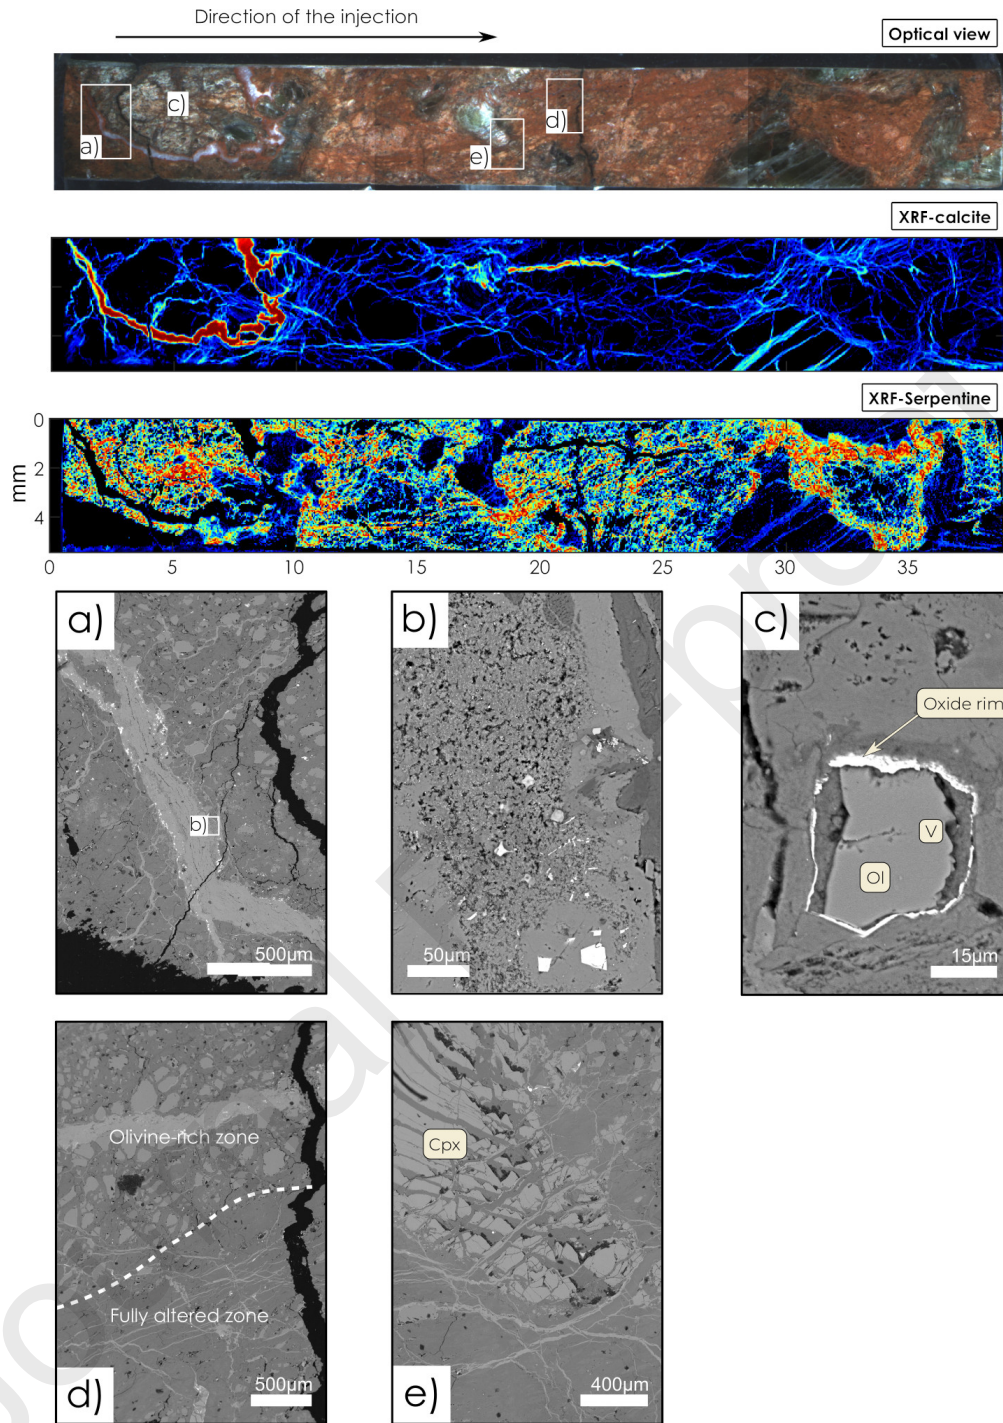 Direction of the injection
Optical view
c)
a)
d)
e)
XRF-calcite
XRF-Serpentine
0
2
4
mm
0 5 10 15 20 25 30 35
a)
b)
500µm
b)
50µm
c)
Oxide rim
V
Ol
15µm
Olivine-rich zone
Fully altered zone
d)
500µm
Cpx
e)
400µm